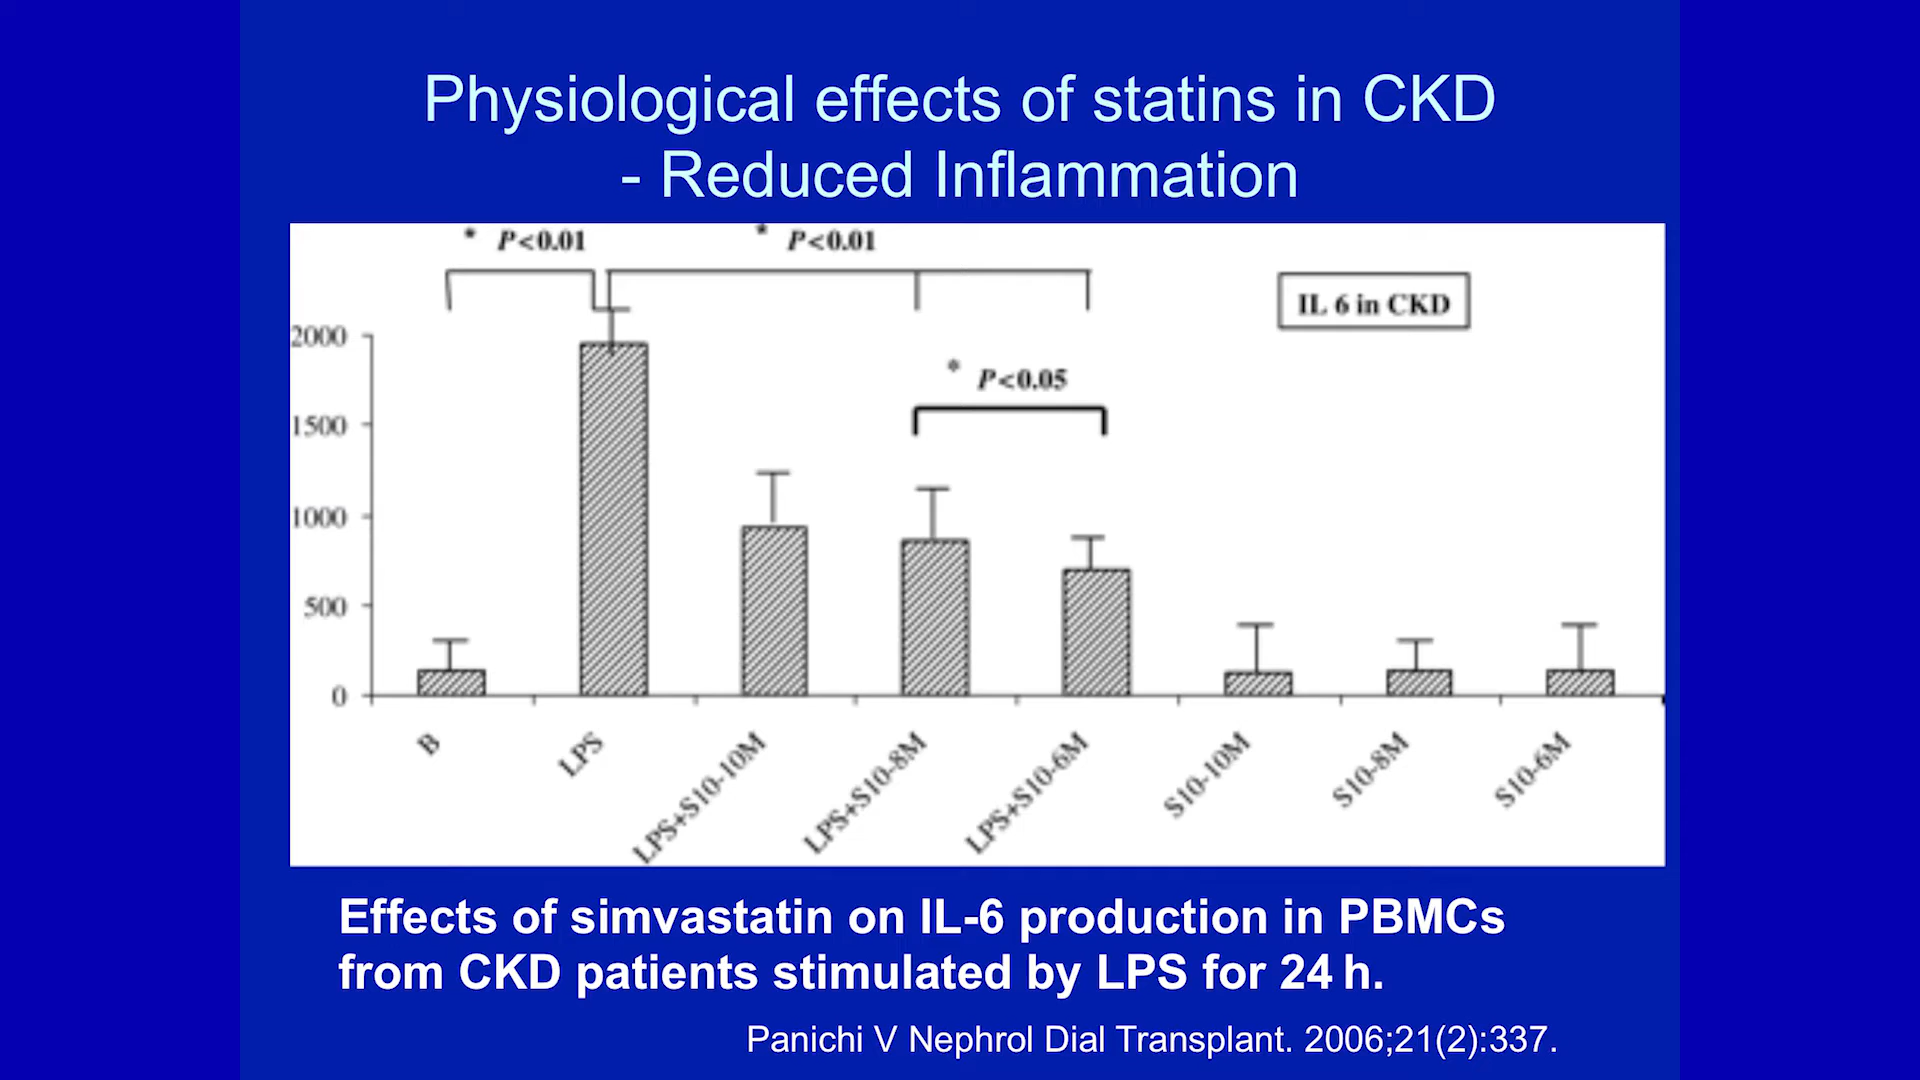 Physiological effects of statins in CKD
- Reduced Inflammation
* P<0.01
* P<0.01
IL 6 in CKD
* P<0.05
2000
1500
1000
500
0
B
LPS
LPS+S10-10M
LPS+S10-8M
LPS+S10-6M
S10-10M
S10-8M
S10-6M
Effects of simvastatin on IL-6 production in PBMCs
from CKD patients stimulated by LPS for 24 h.
Panichi V Nephrol Dial Transplant. 2006;21(2):337.